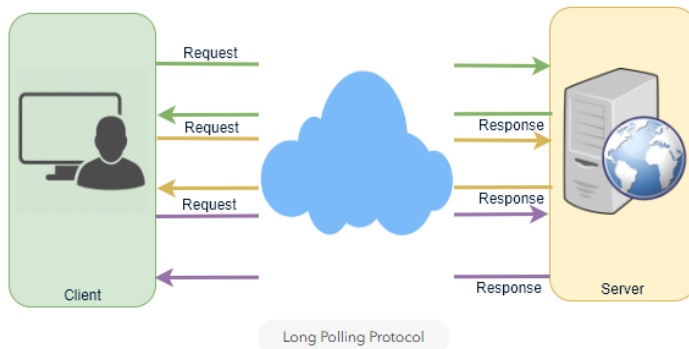 Request
Request
Response
Request
Response
Response
Client
Server
Long Polling Protocol